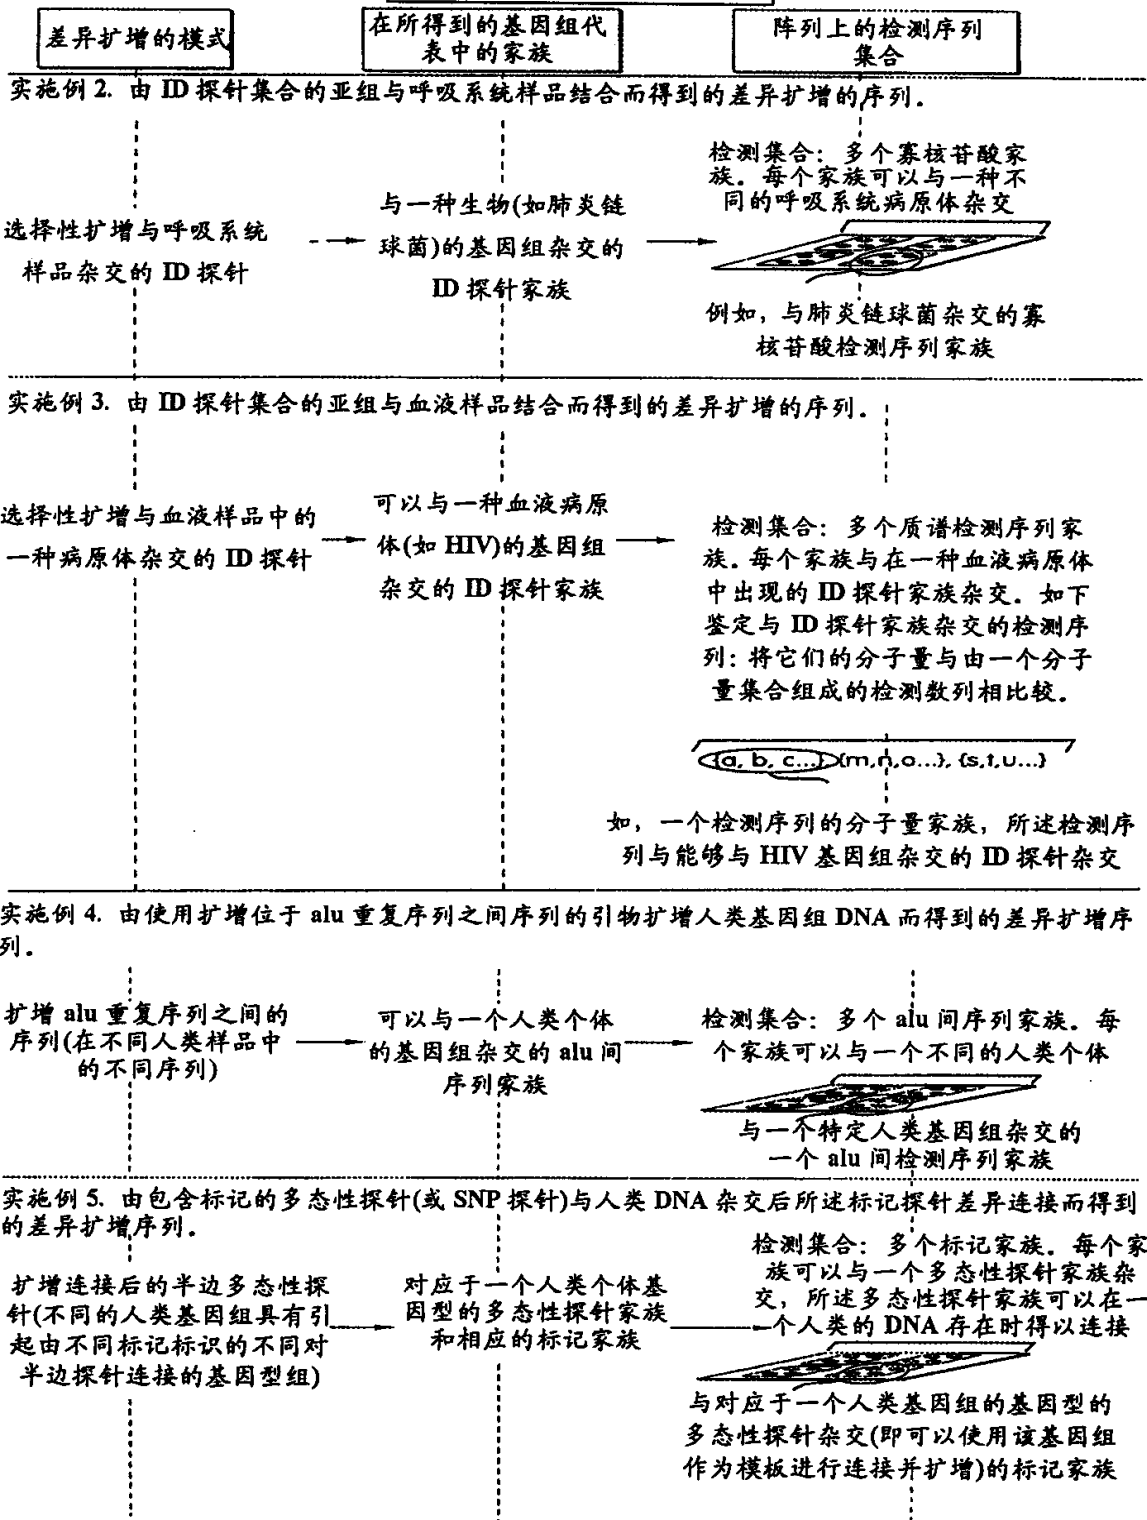 差异扩增的模式
在所得到的基因组代
表中的家族
阵列上的检测序列
集合
实施例 2. 由 ID 探针集合的亚组与呼吸系统样品结合而得到的差异扩增的序列.
选择性扩增与呼吸系统
样品杂交的 ID 探针
与一种生物(如肺炎链
球菌)的基因组杂交的
ID 探针家族
检测集合: 多个寡核苷酸家
族. 每个家族可以与一种不
同的呼吸系统病原体杂交
例如, 与肺炎链球菌杂交的寡
核苷酸检测序列家族
实施例 3. 由 ID 探针集合的亚组与血液样品结合而得到的差异扩增的序列.
选择性扩增与血液样品中的
一种病原体杂交的 ID 探针
可以与一种血液病原
体(如 HIV)的基因组
杂交的 ID 探针家族
检测集合: 多个质谱检测序列家
族. 每个家族与在一种血液病原体
中出现的 ID 探针家族杂交. 如下
鉴定与 ID 探针家族杂交的检测序
列: 将它们的分子量与由一个分子
量集合组成的检测数列相比较.
{a, b, c...}, {m,n,o...}, {s,t,u...}
如, 一个检测序列的分子量家族, 所述检测序
列与能够与 HIV 基因组杂交的 ID 探针杂交
实施例 4. 由使用扩增位于 alu 重复序列之间序列的引物扩增人类基因组 DNA 而得到的差异扩增序
列.
扩增 alu 重复序列之间的
序列(在不同人类样品中
的不同序列)
可以与一个人类个体
的基因组杂交的 alu 间
序列家族
检测集合: 多个 alu 间序列家族. 每
个家族可以与一个不同的人类个体
与一个特定人类基因组杂交的
一个 alu 间检测序列家族
实施例 5. 由包含标记的多态性探针(或 SNP 探针)与人类 DNA 杂交后所述标记探针差异连接而得到
的差异扩增序列.
扩增连接后的半边多态性探
针(不同的人类基因组具有引
起由不同标记标识的不同对
半边探针连接的基因型组)
对应于一个人类个体基
因型的多态性探针家族
和相应的标记家族
检测集合: 多个标记家族. 每个家
族可以与一个多态性探针家族杂
交, 所述多态性探针家族可以在一
个人类的 DNA 存在时得以连接
与对应于一个人类基因组的基因型的
多态性探针杂交(即可以使用该基因组
作为模板进行连接并扩增)的标记家族